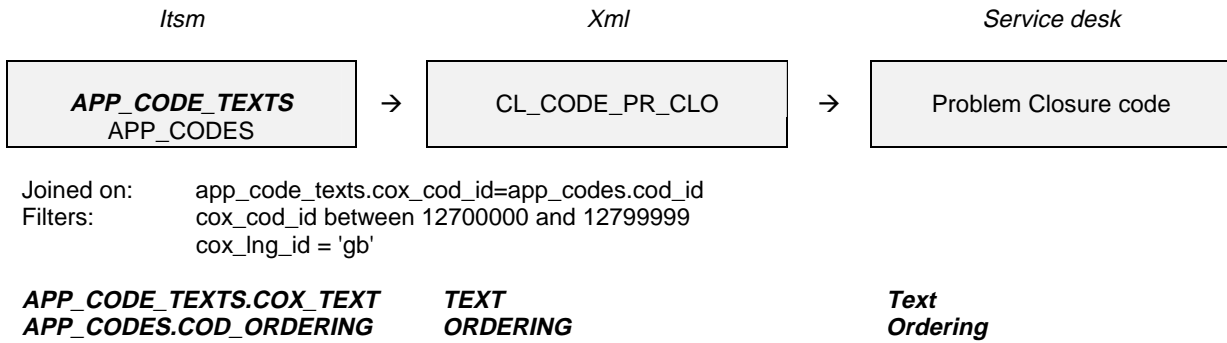 Itsm Xml Service desk
APP_CODE_TEXTS → CL_CODE_PR_CLO → Problem Closure code
APP_CODES
Joined on: app_code_texts.cox_cod_id=app_codes.cod_id
Filters: cox_cod_id between 12700000 and 12799999
cox_lng_id = 'gb'
APP_CODE_TEXTS.COX_TEXT TEXT Text
APP_CODES.COD_ORDERING ORDERING Ordering